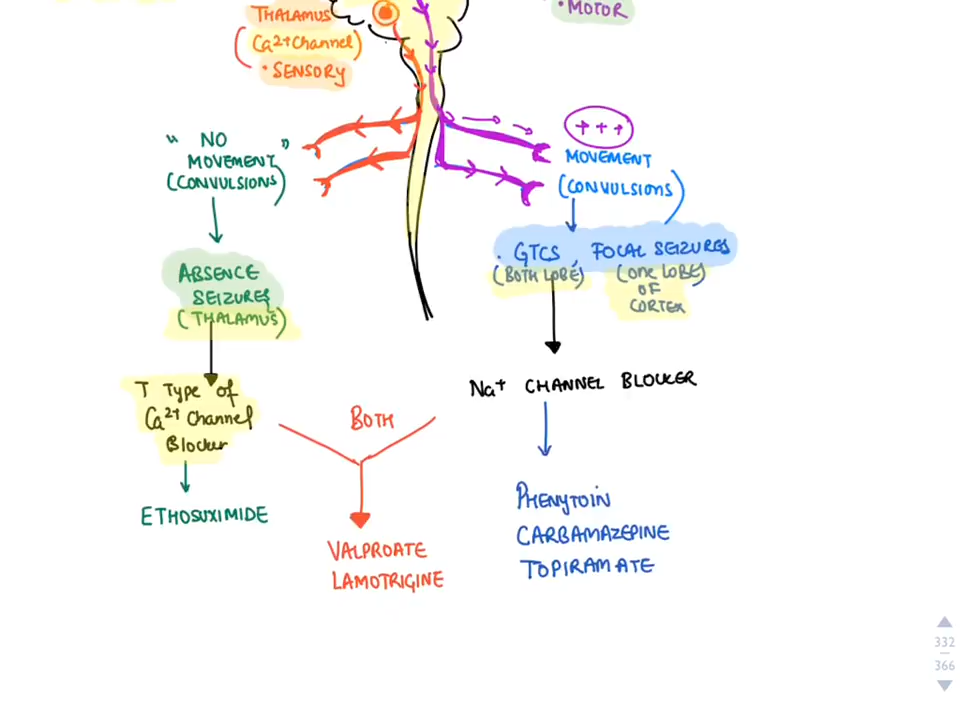 THALAMUS
(Ca2+ Channel)
• SENSORY
• MOTOR
" NO "
MOVEMENT
(CONVULSIONS)
+ + +
MOVEMENT
(CONVULSIONS)
ABSENCE
SEIZURES
(THALAMUS)
• GTCS, FOCAL SEIZURES
(BOTH LOBE) (ONE LOBE)
OF
CORTEX
T Type of
Ca2+ Channel
Blocker
BOTH
Na+ CHANNEL BLOCKER
ETHOSUXIMIDE
VALPROATE
LAMOTRIGINE
PHENYTOIN
CARBAMAZEPINE
TOPIRAMATE
332
366